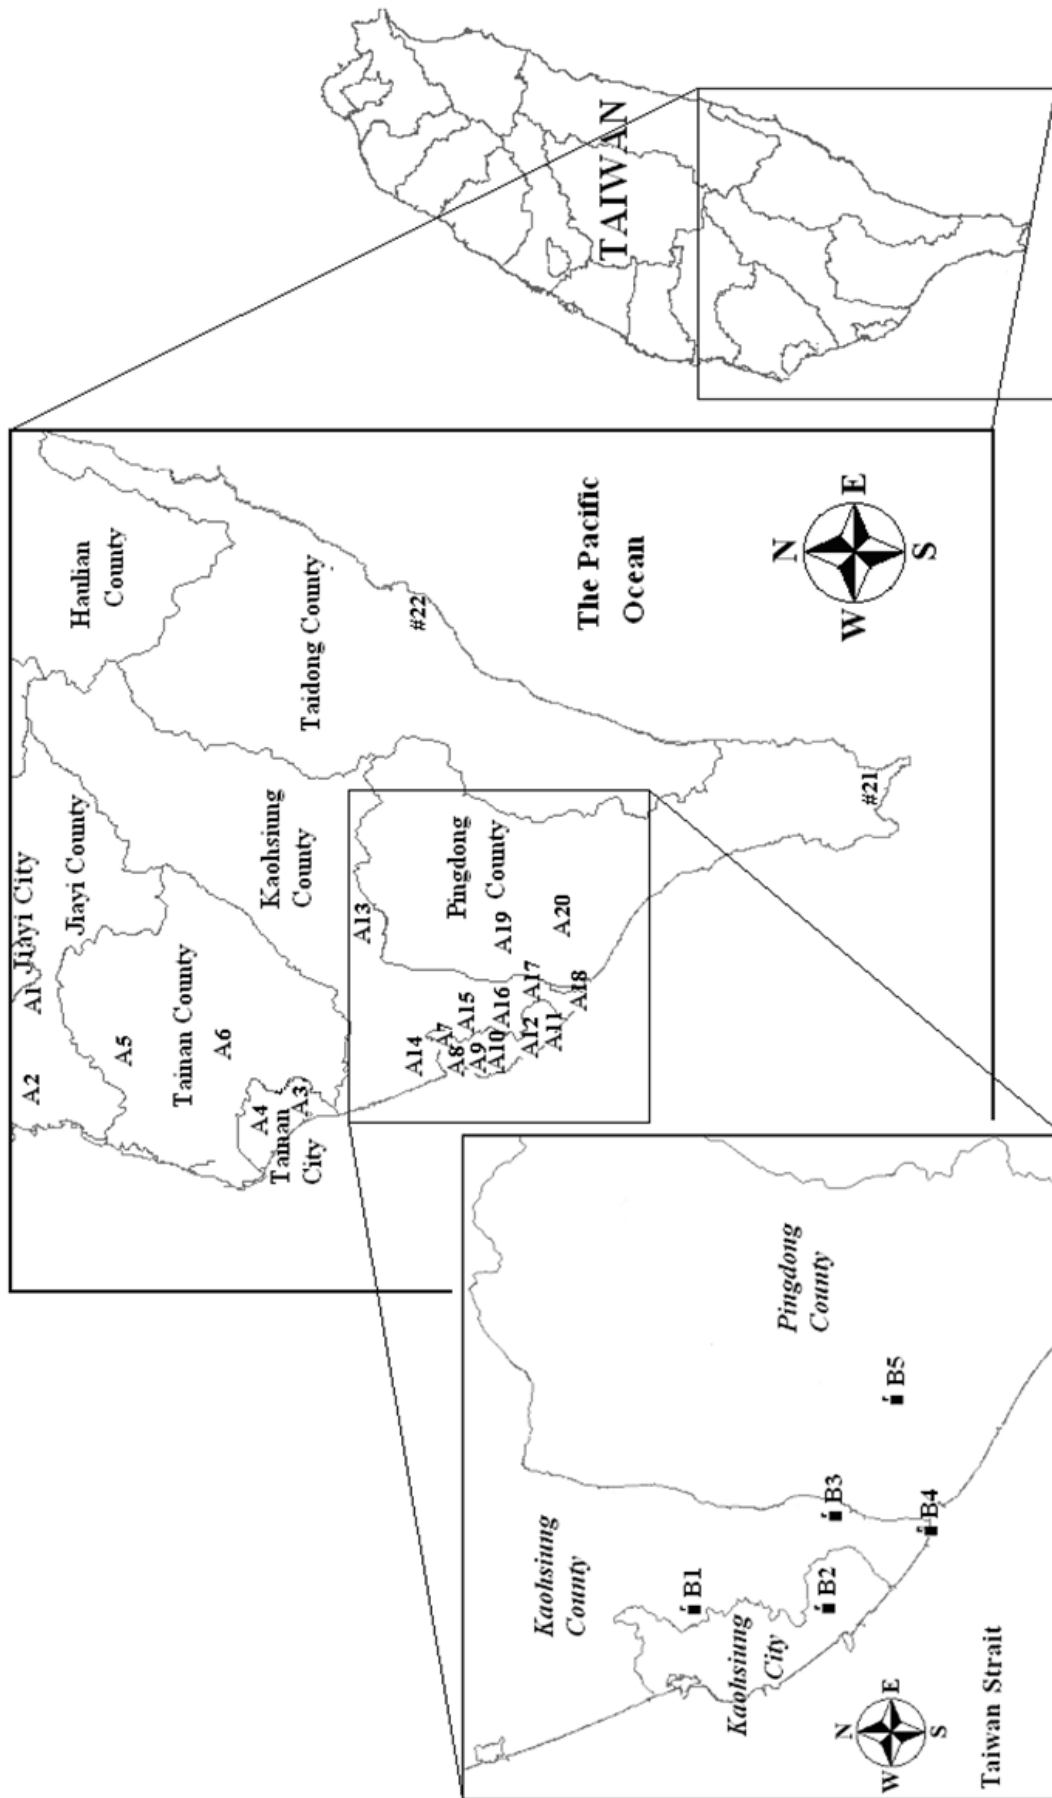 TAIWAN
Haulian
County
Jiayi City
Jiayi County
A1
A2
Tainan County
A5
A6
Taidong County
#22
Kaohsiung
County
A4
A3
Tainan
City
A13
Pingdong
County
A14
A7
A15
A8
A9
A10
A16
A19
A12
A11
A17
A18
A20
#21
The Pacific
Ocean
N
W
E
S
Kaohsiung
County
Pingdong
County
B1
B2
B3
B4
B5
Kaohsiung
City
N
W
E
S
Taiwan Strait